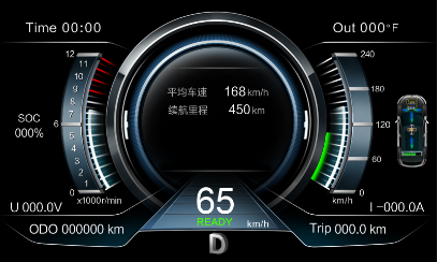 Time 00:00
Out 000°F
12
11
10
9
8
7
6
5
4
3
2
1
0
x1000r/min
240
180
120
60
0
km/h
平均车速 168 km/h
续航里程 450 km
SOC
000%
65
READY
km/h
U 000.0V
I -000.0A
ODO 000000 km
Trip 000.0 km
D